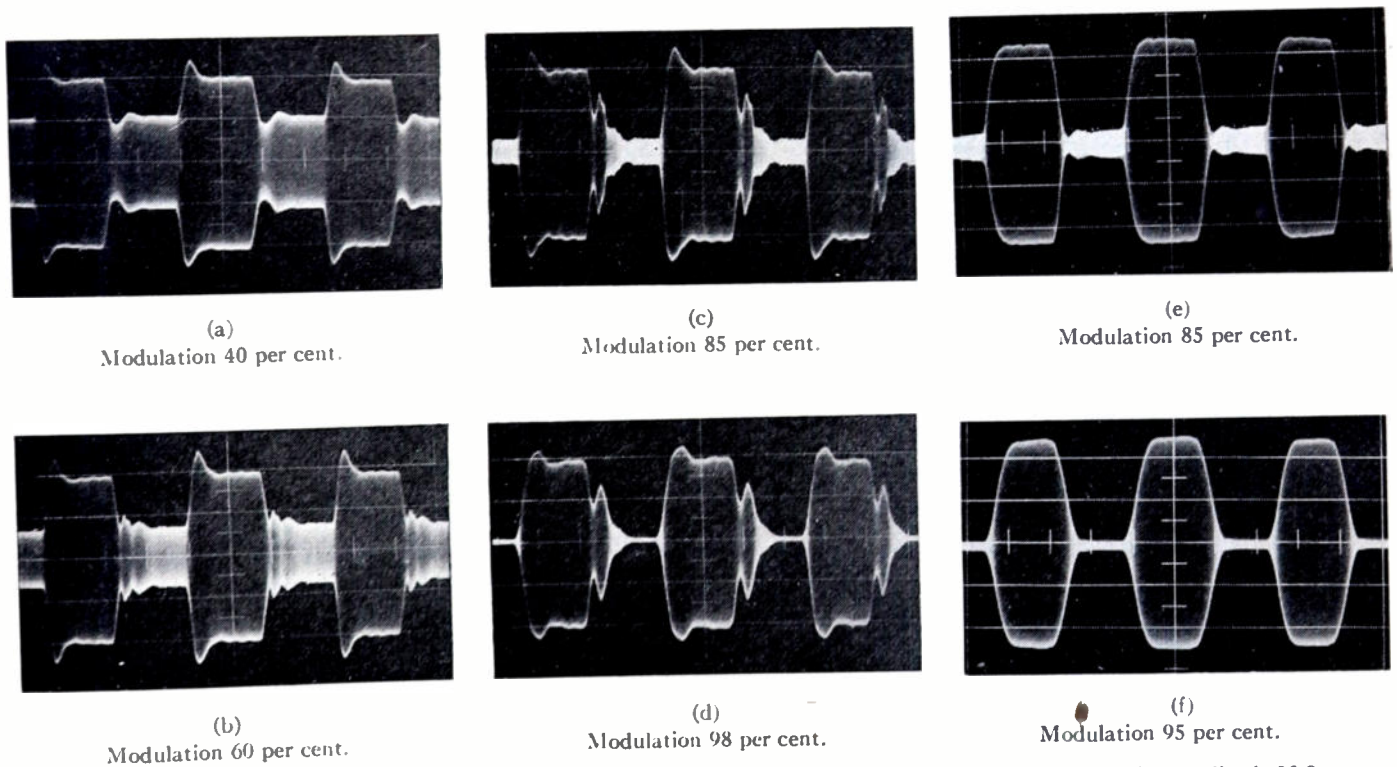 (a)
Modulation 40 per cent.
(c)
Modulation 85 per cent.
(e)
Modulation 85 per cent.
(b)
Modulation 60 per cent.
(d)
Modulation 98 per cent.
(f)
Modulation 95 per cent.